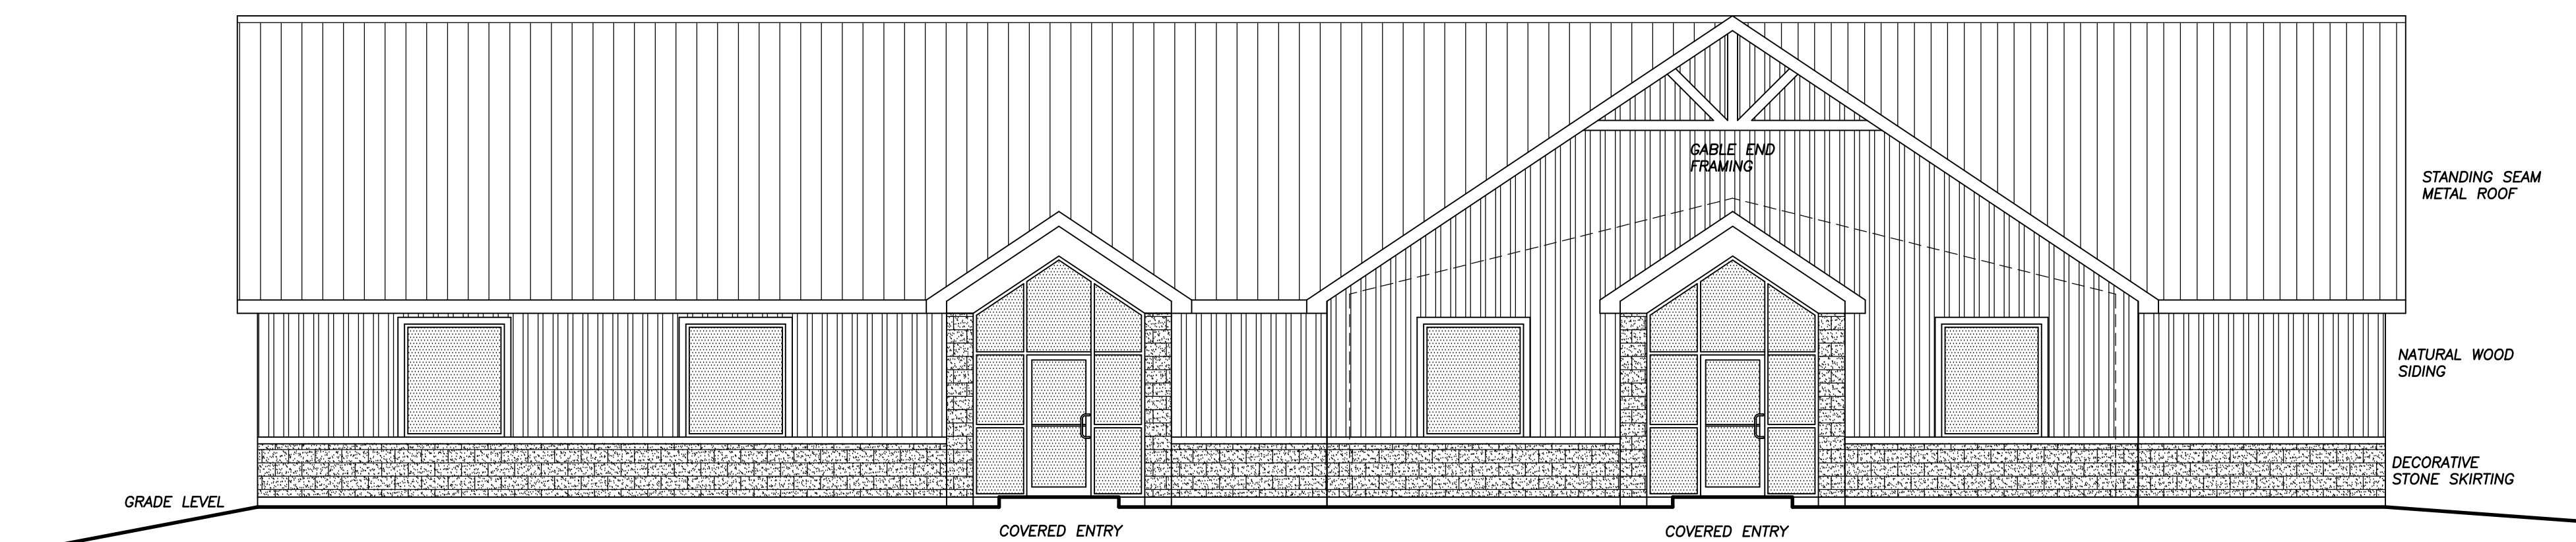 GABLE END
FRAMING
STANDING SEAM
METAL ROOF
NATURAL WOOD
SIDING
DECORATIVE
STONE SKIRTING
GRADE LEVEL
COVERED ENTRY
COVERED ENTRY